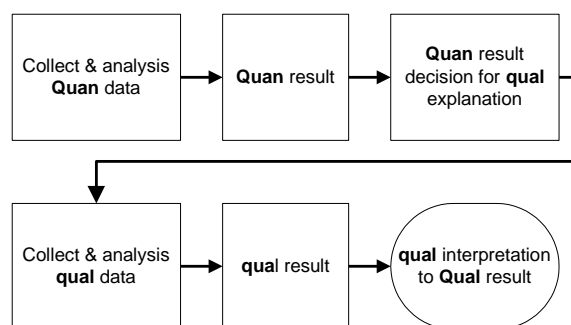 Collect & analysis
Quan data
Quan result
Quan result
decision for qual
explanation
Collect & analysis
qual data
qual result
qual interpretation
to Qual result